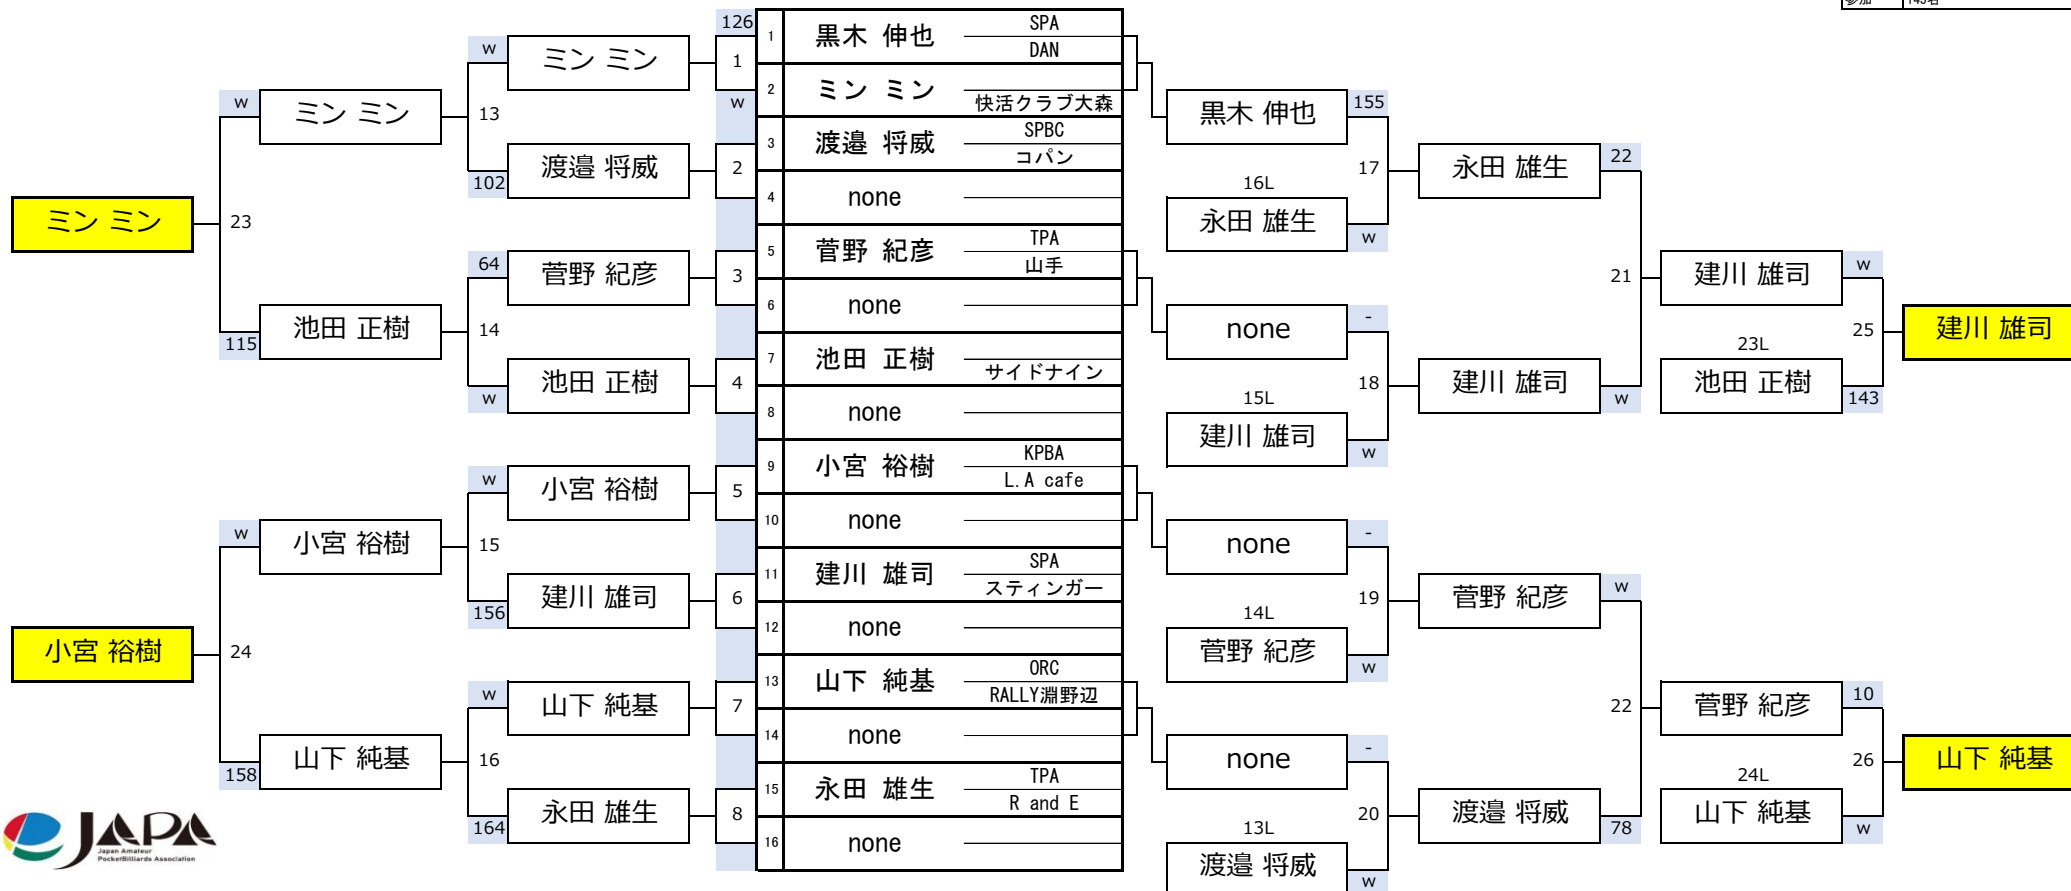 参加 143名
126 1 黒木 伸也 SPA
DAN
w ミン ミン 1
2 ミン ミン 快活クラブ大森
w ミン ミン 13 w 黒木 伸也 155
3 渡邉 将威 SPBC
コパン
102 渡邉 将威 2 17 永田 雄生 22
4 none 16L
ミン ミン 23 永田 雄生 w
5 菅野 紀彦 TPA
山手
64 菅野 紀彦 3 21 建川 雄司 w
6 none
115 池田 正樹 14 none - 25 建川 雄司
7 池田 正樹 サイドナイン
23L
w 池田 正樹 4 18 建川 雄司 w 池田 正樹 143
8 none 15L
建川 雄司 w
9 小宮 裕樹 KPBA
L.A cafe
w 小宮 裕樹 5
10 none
w 小宮 裕樹 15 none -
11 建川 雄司 SPA
スティンガー
156 建川 雄司 6 19 菅野 紀彦 w
12 none 14L
小宮 裕樹 24 菅野 紀彦 w
13 山下 純基 ORC
RALLY淵野辺
w 山下 純基 7 22 菅野 紀彦 10
14 none
158 山下 純基 16 none - 26 山下 純基
15 永田 雄生 TPA
R and E
24L
164 永田 雄生 8 20 渡邉 将威 78 山下 純基 w
16 none 13L
渡邉 将威 w
JAPA
Japan Amateur
PocketBilliards Association